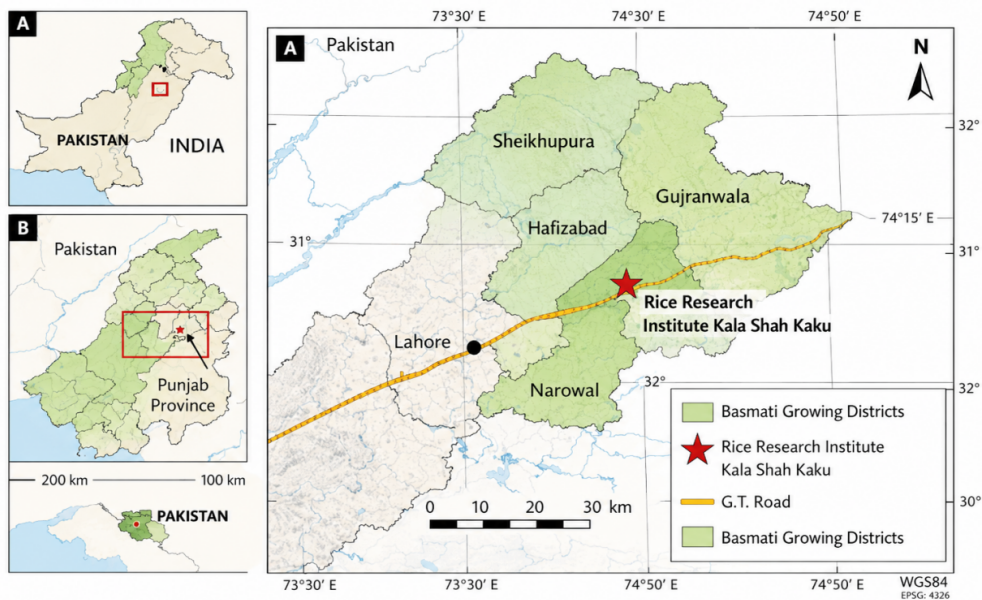 A
PAKISTAN
INDIA
B
Pakistan
Punjab
Province
200 km
100 km
PAKISTAN
73°30′ E
74°30′ E
74°50′ E
A
Pakistan
N
Sheikhupura
32°
Gujranwala
74°15′ E
Hafizabad
31°
31°
Rice Research
Institute Kala Shah Kaku
Lahore
Narowal
32°
32°
Basmati Growing Districts
Rice Research Institute
Kala Shah Kaku
G.T. Road
Basmati Growing Districts
0 10 20 30 km
30°
73°30′ E
73°30′ E
74°50′ E
74°50′ E
WGS84
EPSG: 4326